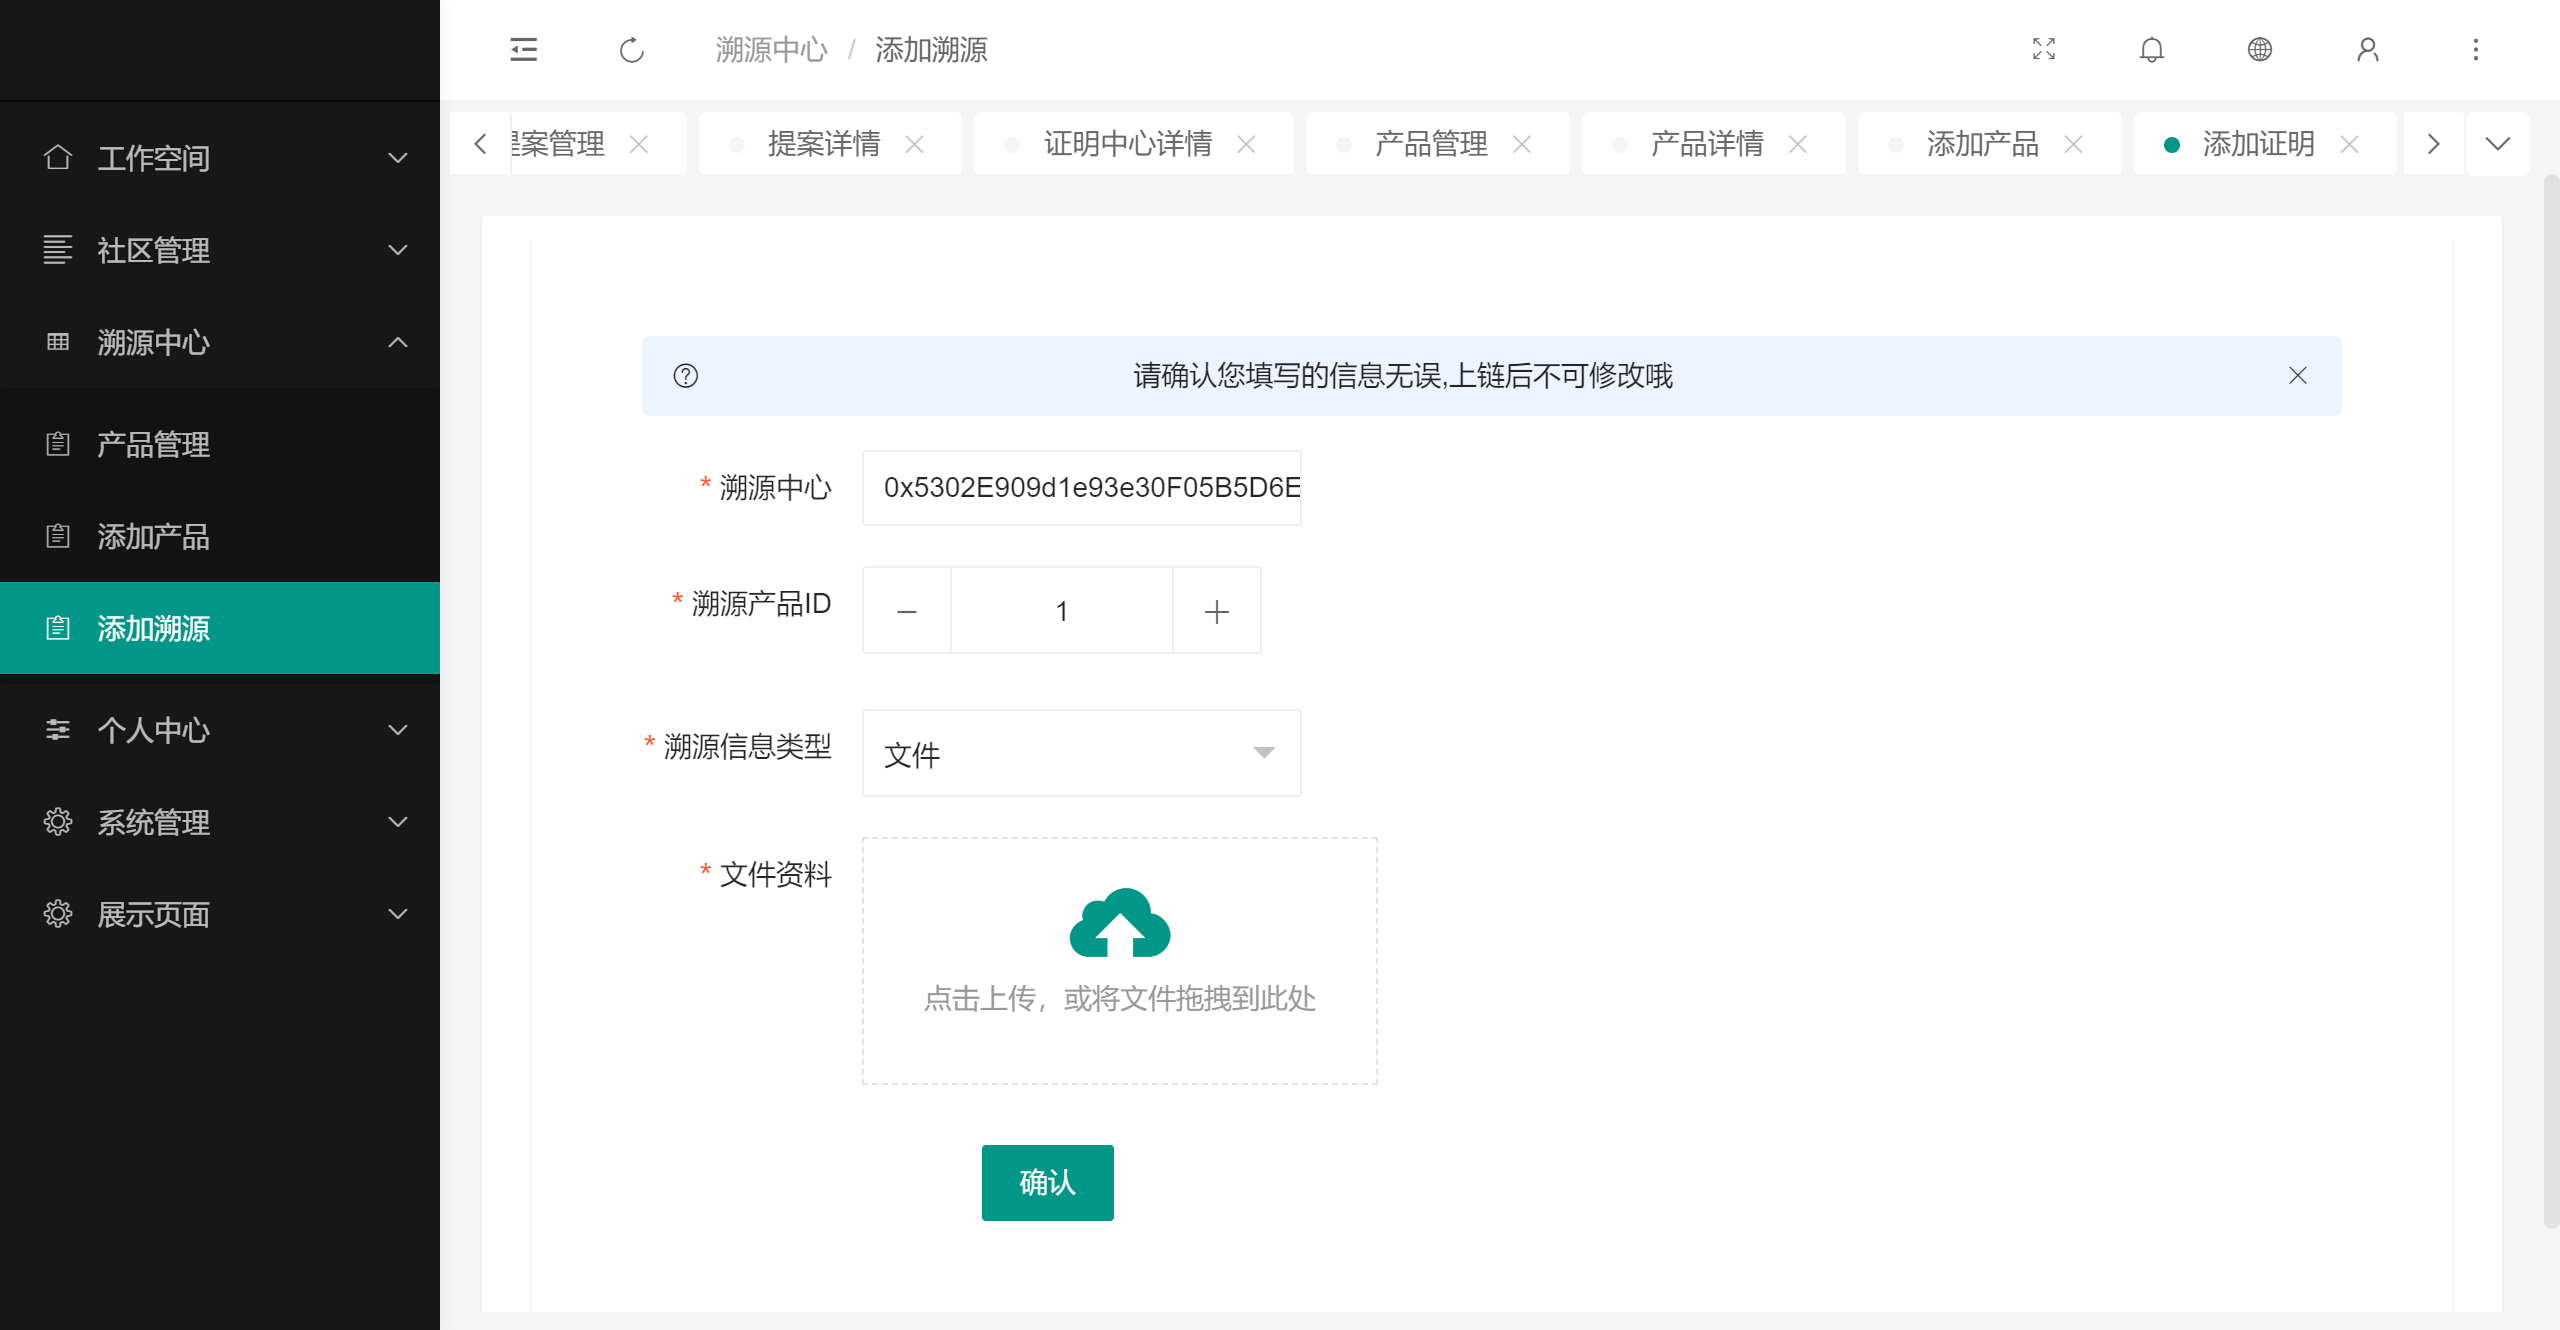 溯源中心 / 添加溯源
案管理
提案详情
证明中心详情
产品管理
产品详情
添加产品
添加证明
工作空间
社区管理
溯源中心
产品管理
添加产品
添加溯源
个人中心
系统管理
展示页面
请确认您填写的信息无误,上链后不可修改哦
* 溯源中心
0x5302E909d1e93e30F05B5D6E
* 溯源产品ID
1
* 溯源信息类型
文件
* 文件资料
点击上传，或将文件拖拽到此处
确认